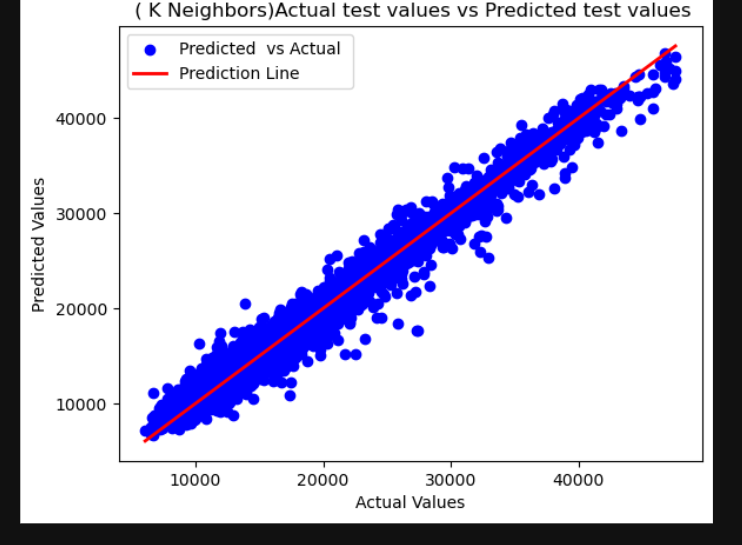 ( K Neighbors)Actual test values vs Predicted test values
Predicted  vs Actual
Prediction Line
40000
30000
20000
10000
Predicted Values
10000 20000 30000 40000
Actual Values